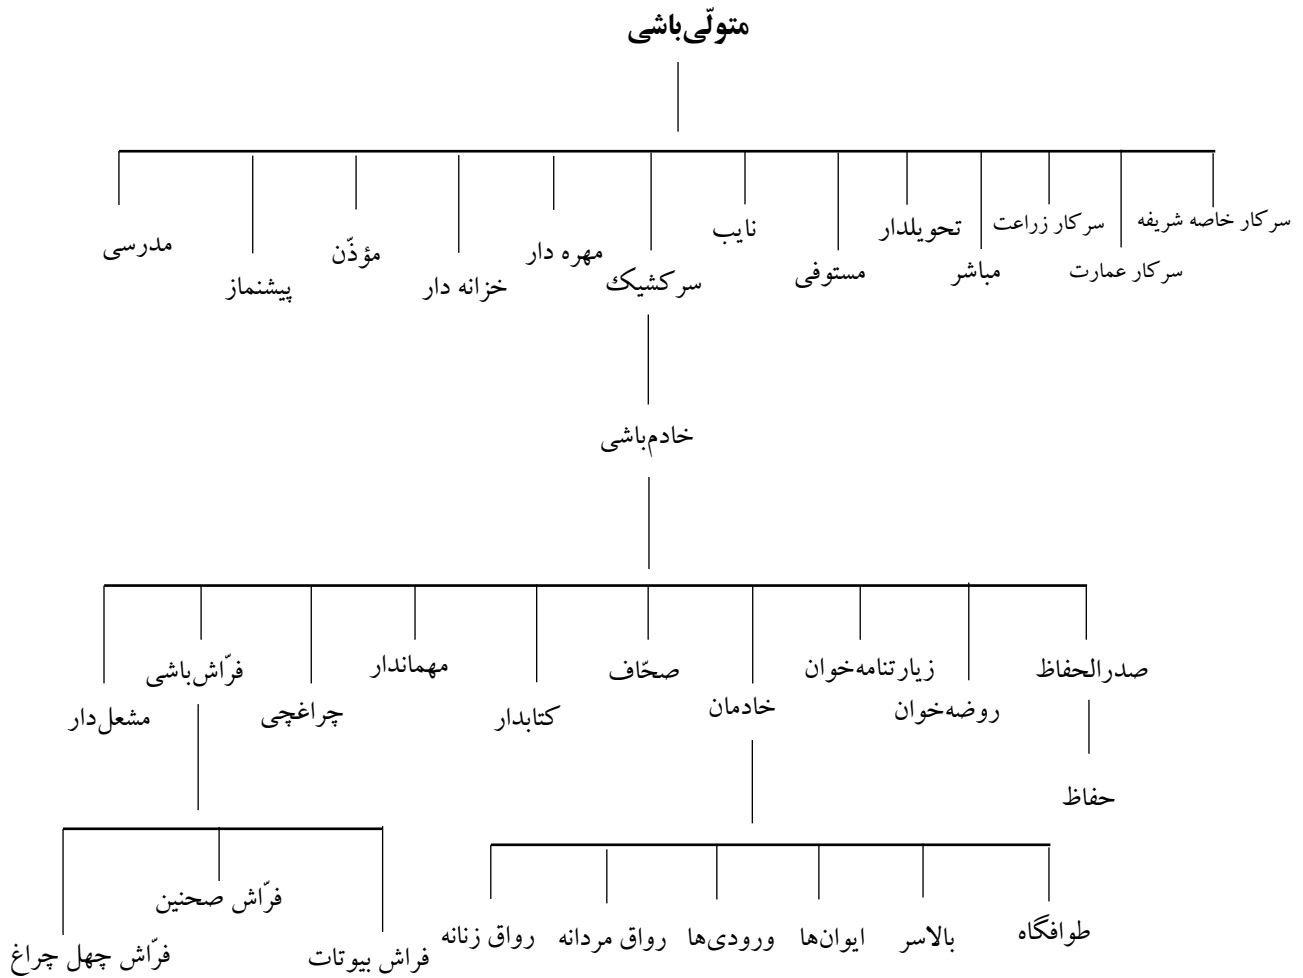 متولّی‌باشی
سرکار خاصه شریفه
سرکار عمارت
سرکار زراعت
مباشر
تحویلدار
مستوفی
نایب
سرکشیک
مهره دار
خزانه دار
مؤذّن
پیشنماز
مدرسی
خادم‌باشی
صدرالحفاظ
روضه‌خوان
زیارتنامه‌خوان
خادمان
صحّاف
کتابدار
مهماندار
چراغچی
فرّاش‌باشی
مشعل‌دار
حفاظ
طوافگاه
بالاسر
ایوان‌ها
ورودی‌ها
رواق مردانه
رواق زنانه
فراش بیوتات
فرّاش صحنین
فرّاش چهل چراغ